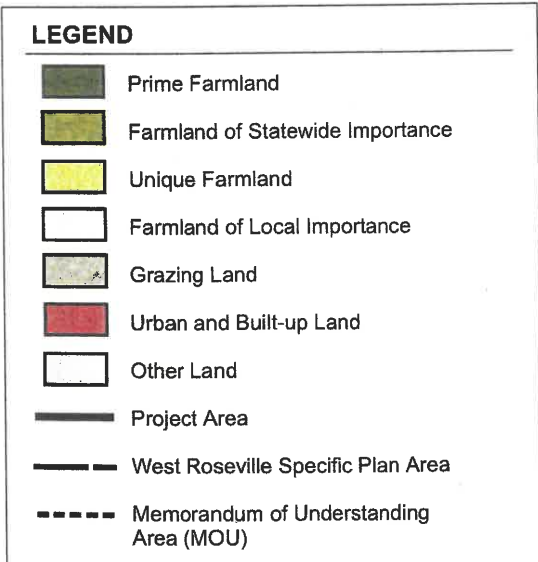 LEGEND
Prime Farmland
Farmland of Statewide Importance
Unique Farmland
Farmland of Local Importance
Grazing Land
Urban and Built-up Land
Other Land
Project Area
West Roseville Specific Plan Area
Memorandum of Understanding
Area (MOU)